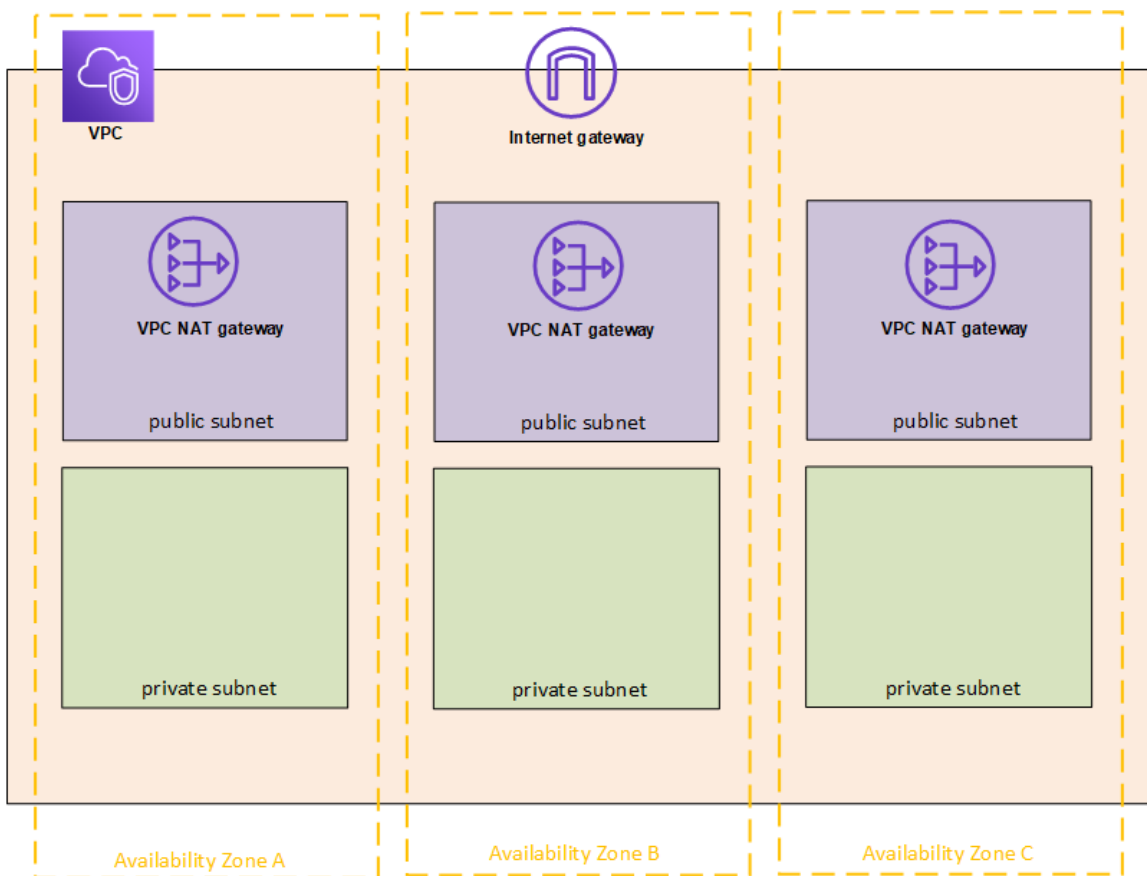 VPC
Internet gateway
VPC NAT gateway
VPC NAT gateway
VPC NAT gateway
public subnet
public subnet
public subnet
private subnet
private subnet
private subnet
Availability Zone A
Availability Zone B
Availability Zone C